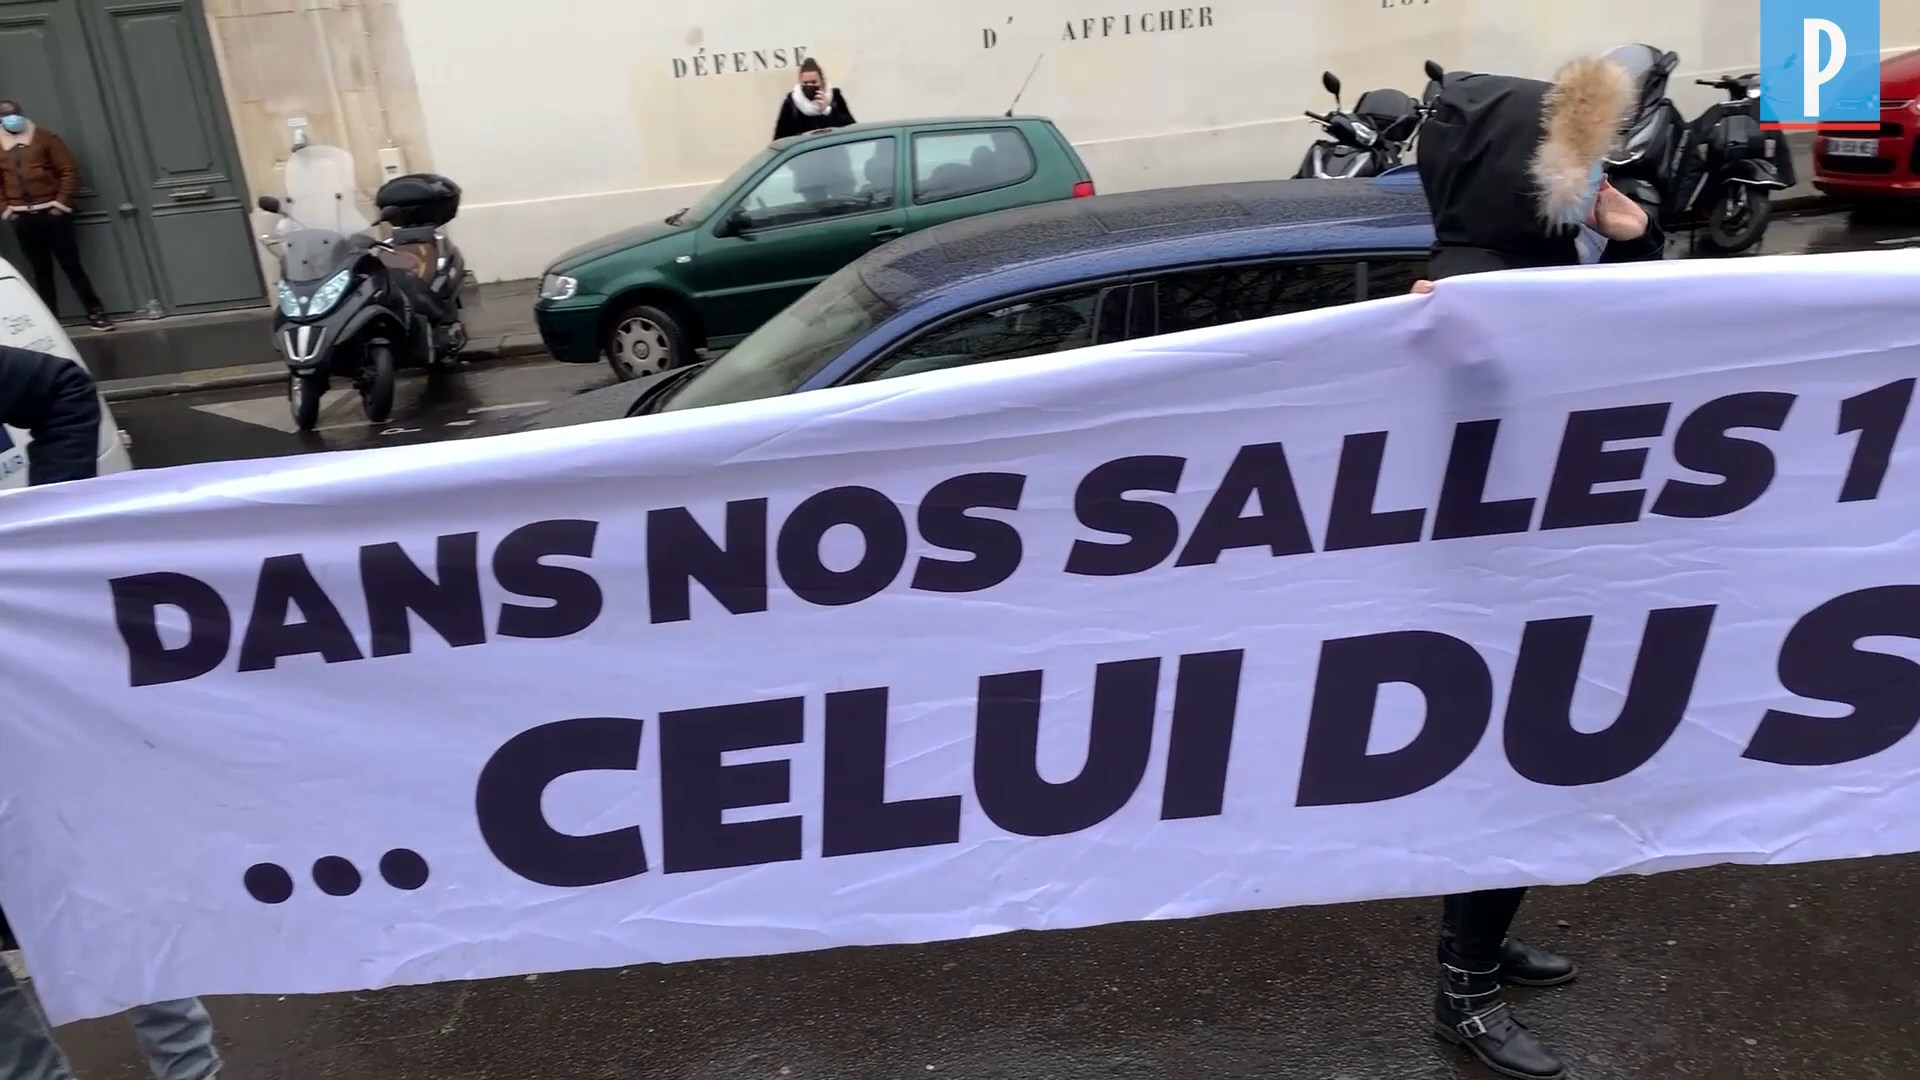 DÉFENSE D'AFFICHER
P
DANS NOS SALLES 1
...CELUI DU S